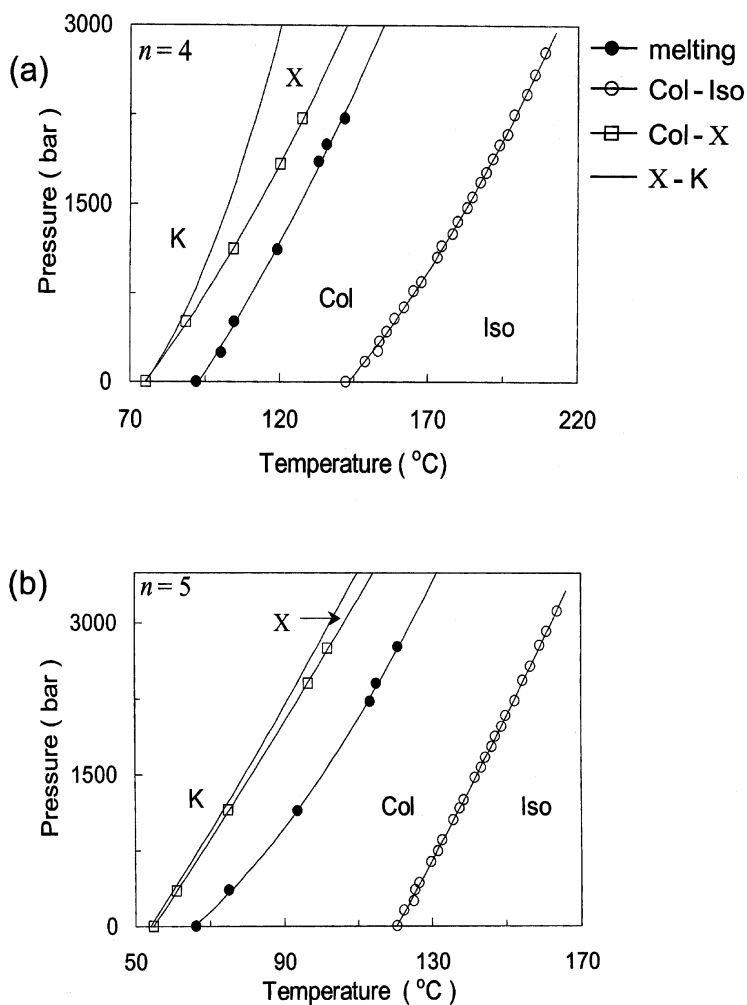 (a)
n = 4
3000
1500
0
Pressure ( bar )
K
X
Col
Iso
70 120 170 220
Temperature ( °C)
melting
Col - Iso
Col - X
X - K
(b)
n = 5
3000
1500
0
Pressure ( bar )
X
K
Col
Iso
50 90 130 170
Temperature ( °C)